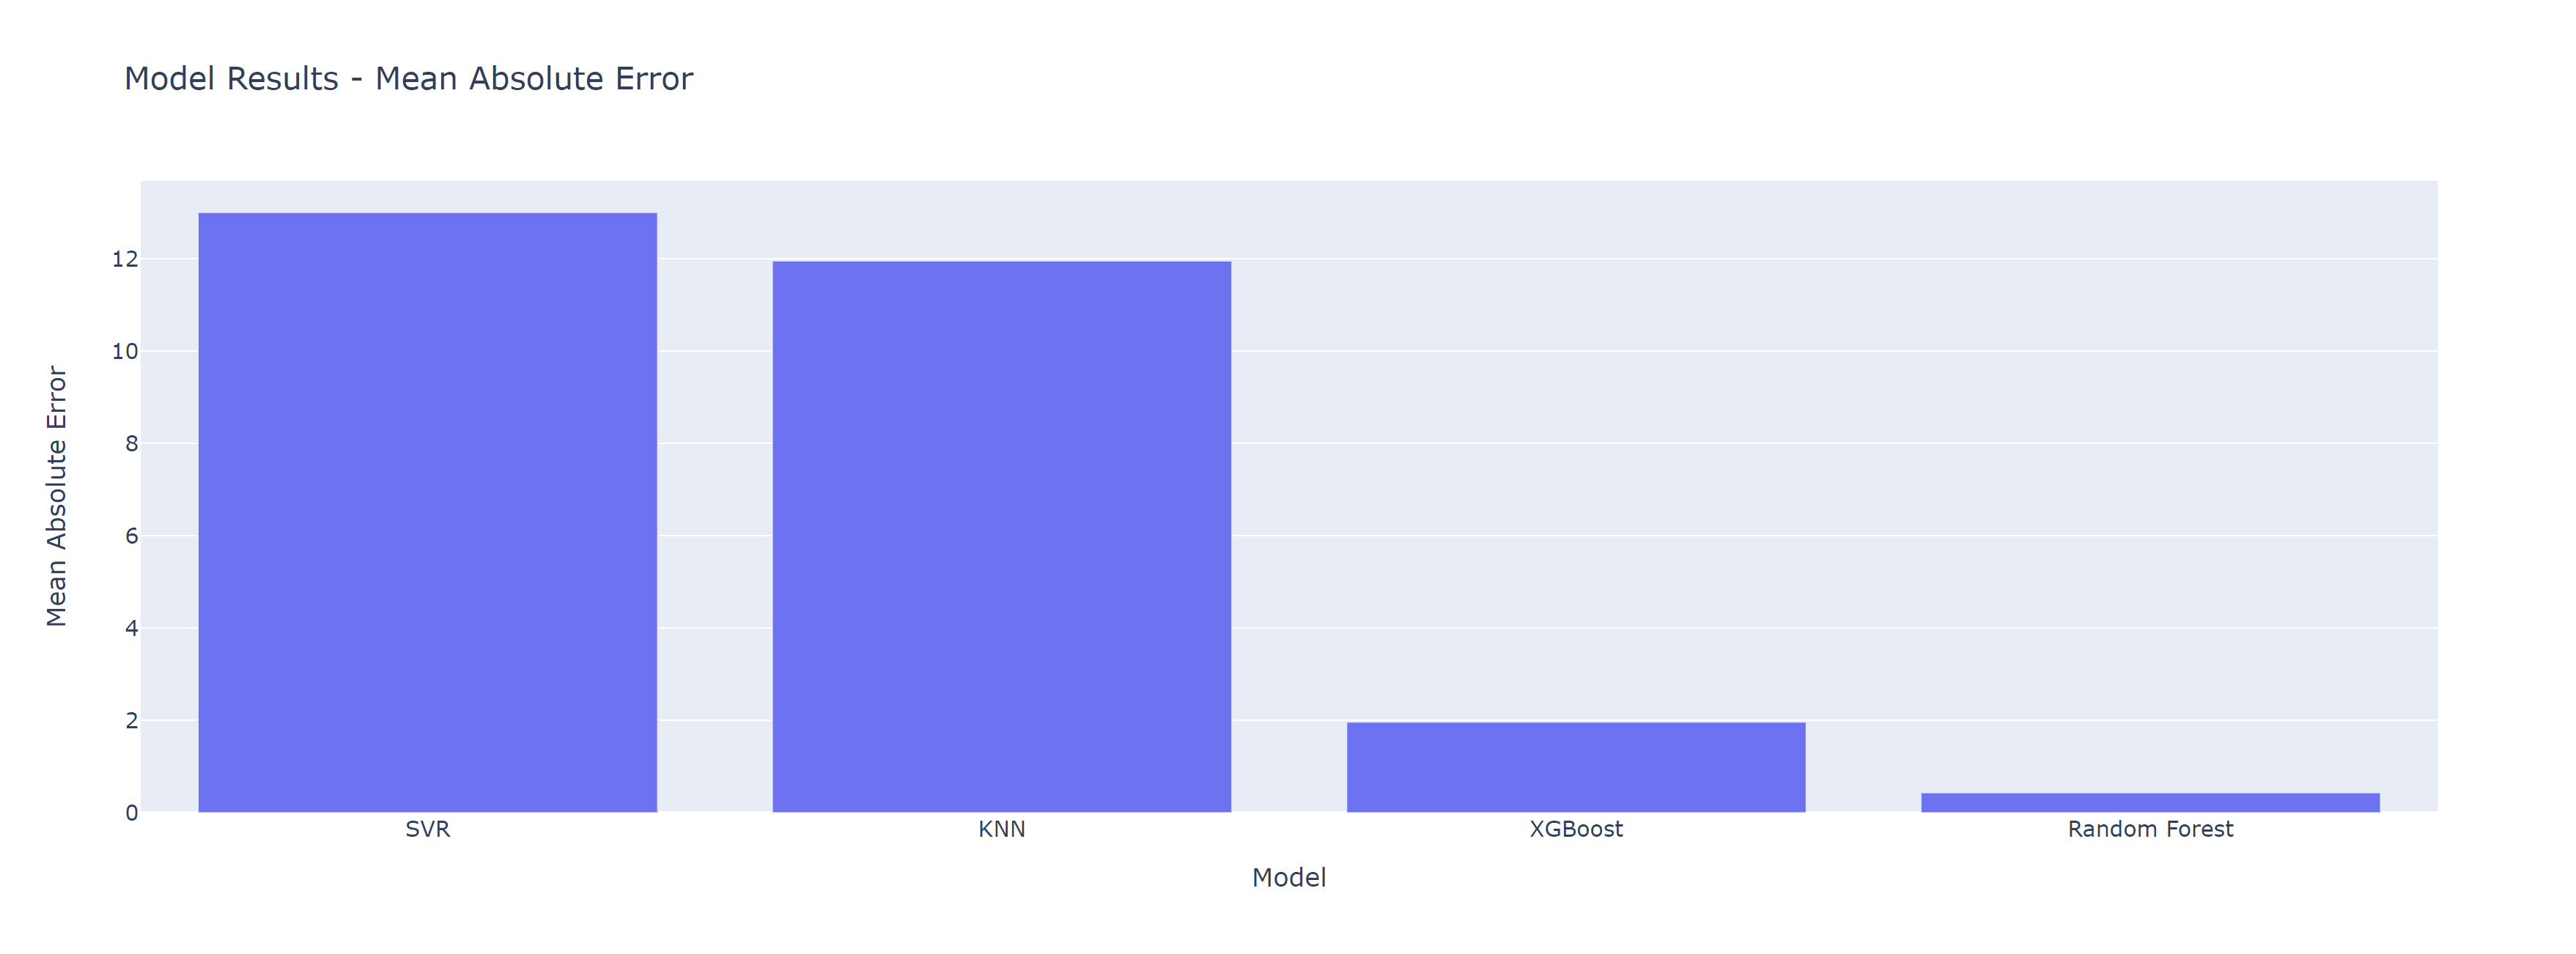 Model Results - Mean Absolute Error
Mean Absolute Error
12
10
8
6
4
2
0
SVR
KNN
XGBoost
Random Forest
Model